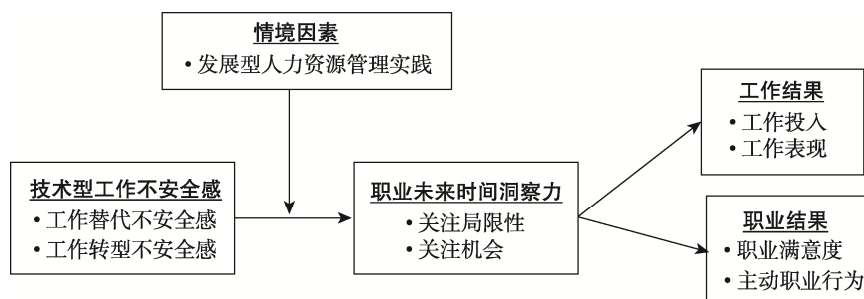 情境因素
• 发展型人力资源管理实践
工作结果
• 工作投入
• 工作表现
技术型工作不安全感
• 工作替代不安全感
• 工作转型不安全感
职业未来时间洞察力
• 关注局限性
• 关注机会
职业结果
• 职业满意度
• 主动职业行为